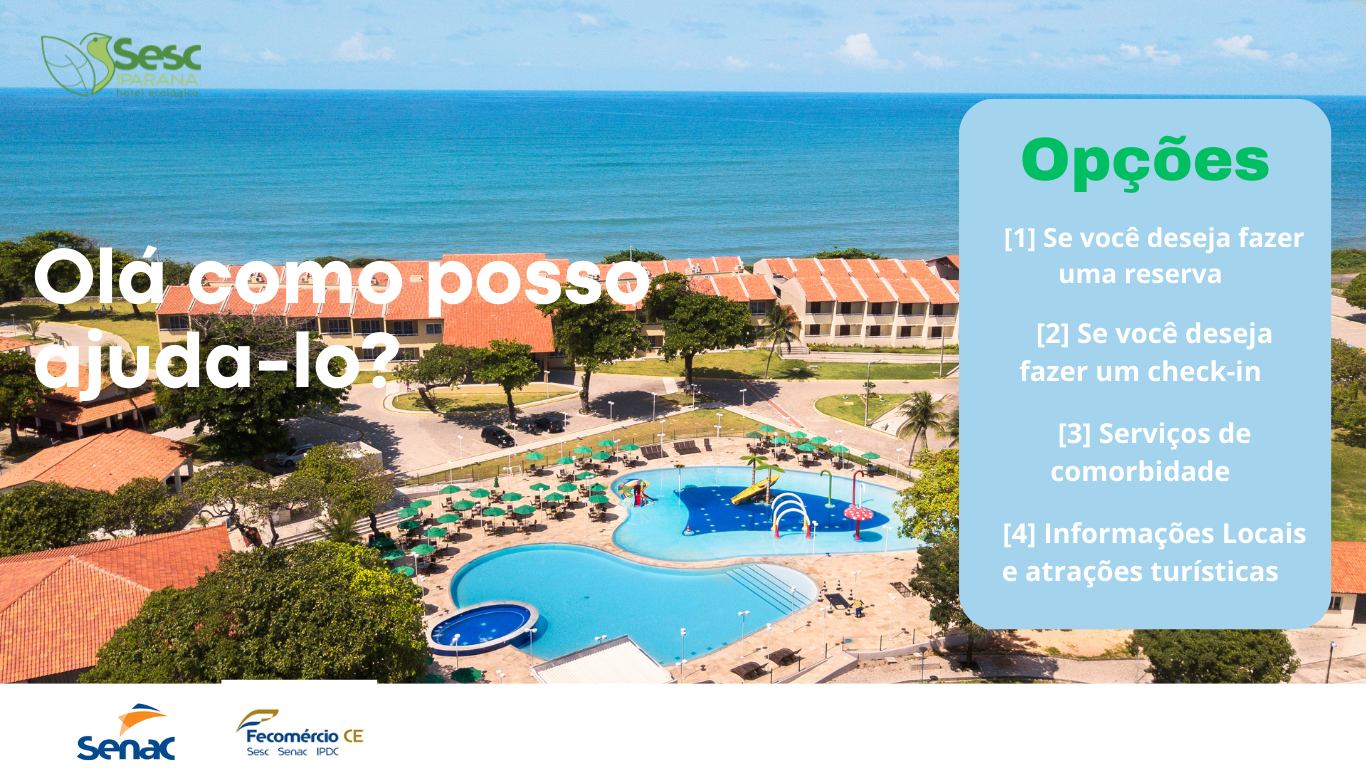 Sesc
IPARANA
hotel ecológico
Olá como posso
ajuda-lo?
Opções
[1] Se você deseja fazer
uma reserva
[2] Se você deseja
fazer um check-in
[3] Serviços de
comorbidade
[4] Informações Locais
e atrações turísticas
Senac
Fecomércio CE
Sesc Senac IPDC